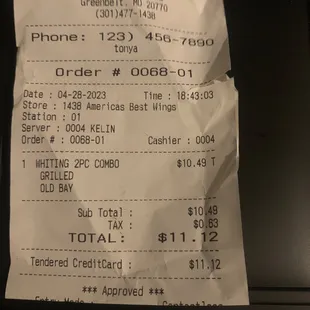 Greenbelt, MD 20770
(301)477-1438
Phone: 123) 456-7890
tonya
Order # 0068-01
Date : 04-28-2023 Time : 18:43:03
Store : 1438 Americas Best Wings
Station : 01
Server : 0004 KELIN
Order # : 0068-01 Cashier : 0004
1 WHITING 2PC COMBO $10.49 T
GRILLED
OLD BAY
Sub Total : $10.49
TAX : $0.63
TOTAL: $11.12
Tendered CreditCard : $11.12
*** Approved ***
Entry Mode : Contactless